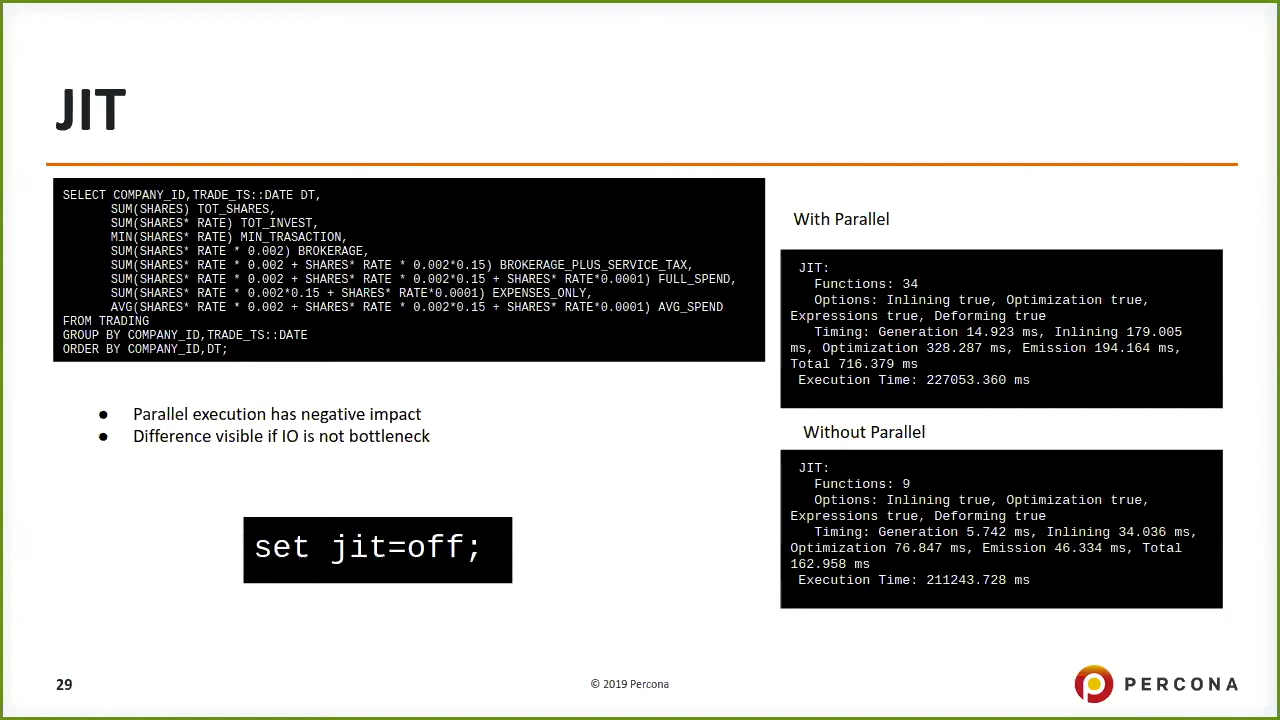 JIT
SELECT COMPANY_ID,TRADE_TS::DATE DT,
SUM(SHARES) TOT_SHARES,
SUM(SHARES* RATE) TOT_INVEST,
MIN(SHARES* RATE) MIN_TRASACTION,
SUM(SHARES* RATE * 0.002) BROKERAGE,
SUM(SHARES* RATE * 0.002 + SHARES* RATE * 0.002*0.15) BROKERAGE_PLUS_SERVICE_TAX,
SUM(SHARES* RATE * 0.002 + SHARES* RATE * 0.002*0.15 + SHARES* RATE*0.0001) FULL_SPEND,
SUM(SHARES* RATE * 0.002*0.15 + SHARES* RATE*0.0001) EXPENSES_ONLY,
AVG(SHARES* RATE * 0.002 + SHARES* RATE * 0.002*0.15 + SHARES* RATE*0.0001) AVG_SPEND
FROM TRADING
GROUP BY COMPANY_ID,TRADE_TS::DATE
ORDER BY COMPANY_ID,DT;
● Parallel execution has negative impact
● Difference visible if IO is not bottleneck
set jit=off;
With Parallel
JIT:
Functions: 34
Options: Inlining true, Optimization true,
Expressions true, Deforming true
Timing: Generation 14.923 ms, Inlining 179.005
ms, Optimization 328.287 ms, Emission 194.164 ms,
Total 716.379 ms
Execution Time: 227053.360 ms
Without Parallel
JIT:
Functions: 9
Options: Inlining true, Optimization true,
Expressions true, Deforming true
Timing: Generation 5.742 ms, Inlining 34.036 ms,
Optimization 76.847 ms, Emission 46.334 ms, Total
162.958 ms
Execution Time: 211243.728 ms
29
© 2019 Percona
PERCONA